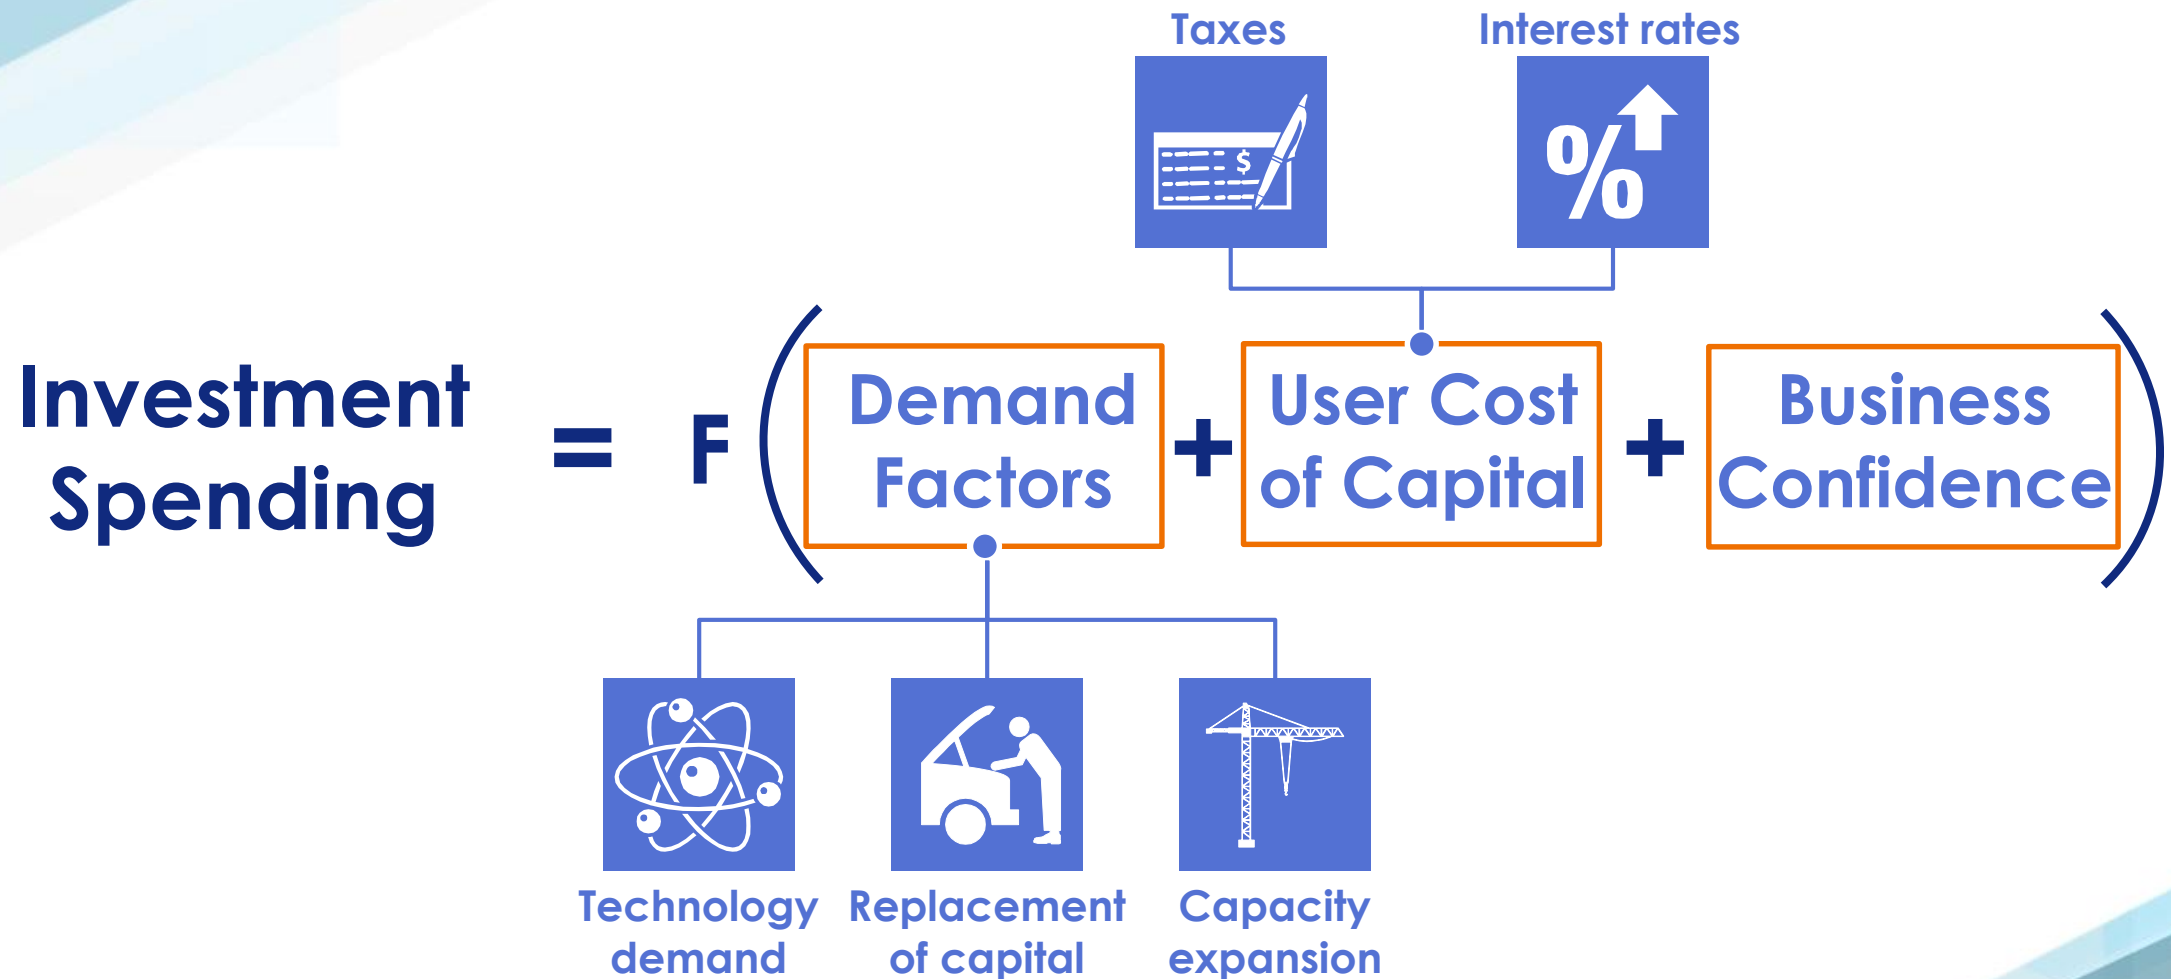 Taxes
Interest rates
$
%
Investment
Spending
=
F
(
Demand
Factors
+
User Cost
of Capital
+
Business
Confidence
)
Technology
demand
Replacement
of capital
Capacity
expansion